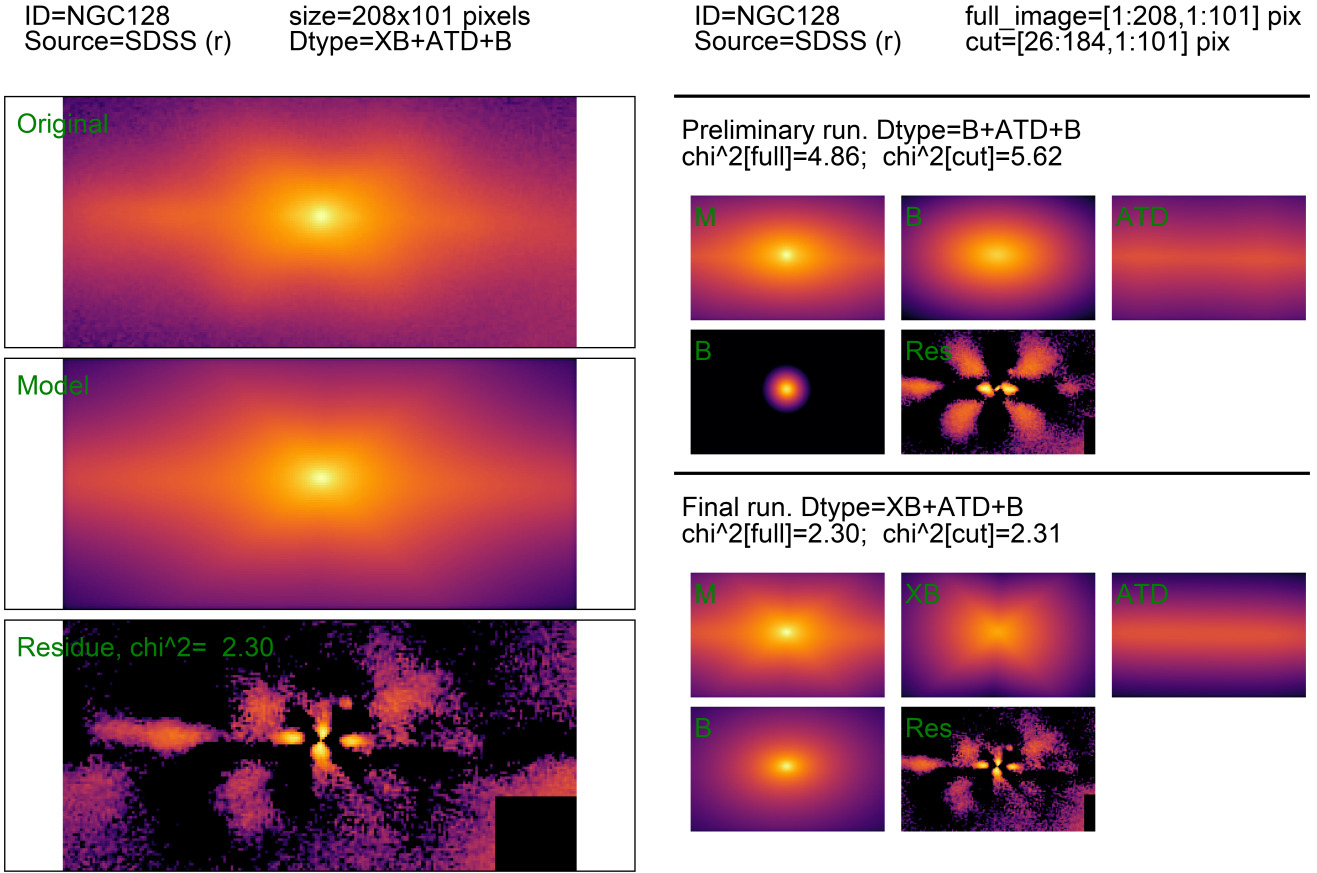 ID=NGC128 size=208x101 pixels
Source=SDSS (r) Dtype=XB+ATD+B
Original
Model
Residue, chi^2= 2.30
ID=NGC128 full_image=[1:208,1:101] pix
Source=SDSS (r) cut=[26:184,1:101] pix
Preliminary run. Dtype=B+ATD+B
chi^2[full]=4.86; chi^2[cut]=5.62
M B ATD
B Res
Final run. Dtype=XB+ATD+B
chi^2[full]=2.30; chi^2[cut]=2.31
M XB ATD
B Res